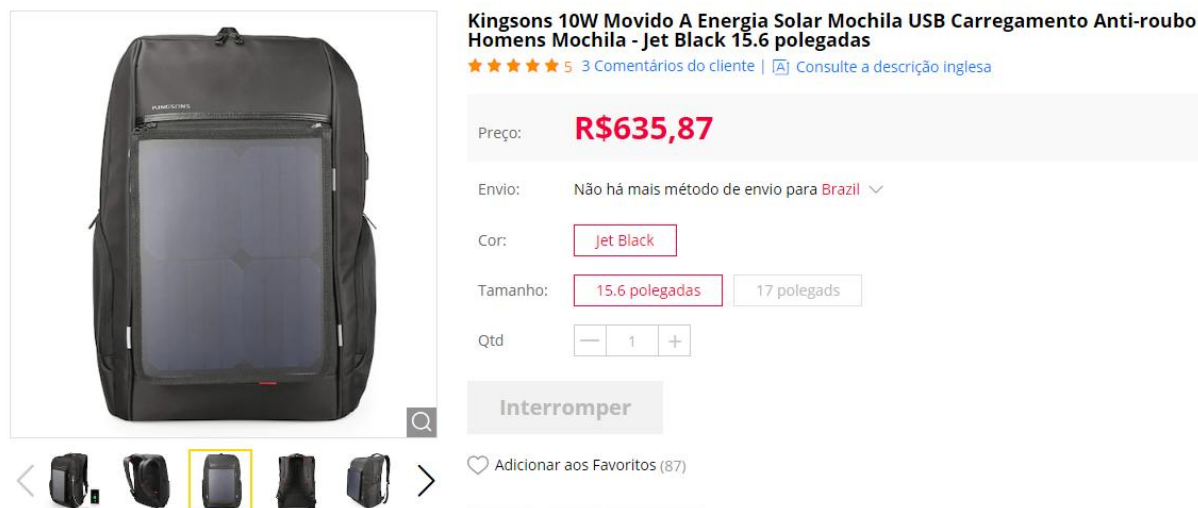 Kingsons 10W Movido A Energia Solar Mochila USB Carregamento Anti-roubo
Homens Mochila - Jet Black 15.6 polegadas
5 3 Comentários do cliente | A Consulte a descrição inglesa
KINGSONS
Preço: R$635,87
Envio: Não há mais método de envio para Brazil
Cor: Jet Black
Tamanho: 15.6 polegadas 17 polegads
Qtd — 1 +
Interromper
Adicionar aos Favoritos (87)